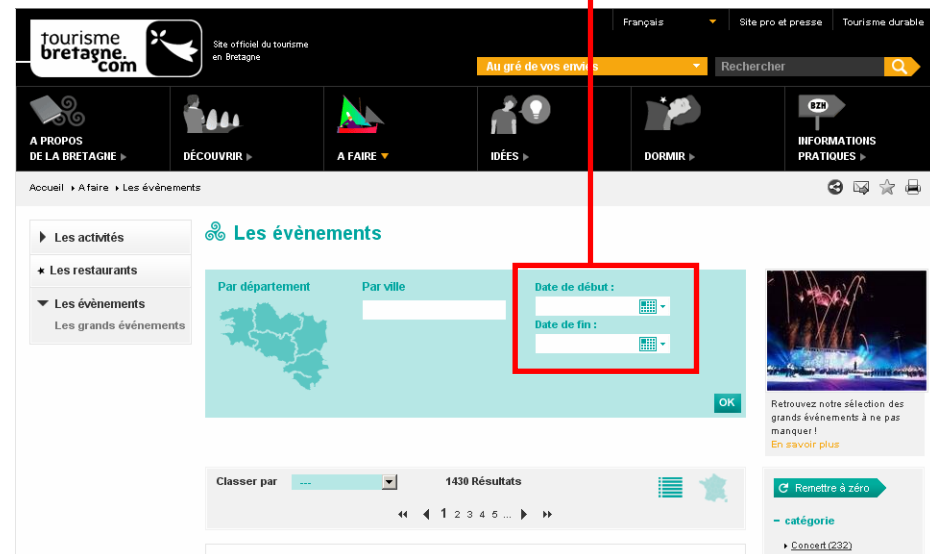 Français
Site pro et presse
Tourisme durable
tourisme
bretagne.
com
Site officiel du tourisme
en Bretagne
Au gré de vos envies
Rechercher
A PROPOS
DE LA BRETAGNE
DÉCOUVRIR
A FAIRE
IDÉES
DORMIR
BZH
INFORMATIONS
PRATIQUES
Accueil A faire Les évènements
Les activités
Les restaurants
Les évènements
Les grands événements
Les évènements
Par département
Par ville
Date de début :
Date de fin :
OK
Retrouvez notre sélection des
grands événements à ne pas
manquer !
En savoir plus
Classer par --- 1430 Résultats
1 2 3 4 5 ...
Remettre à zéro
– catégorie
Concert (232)